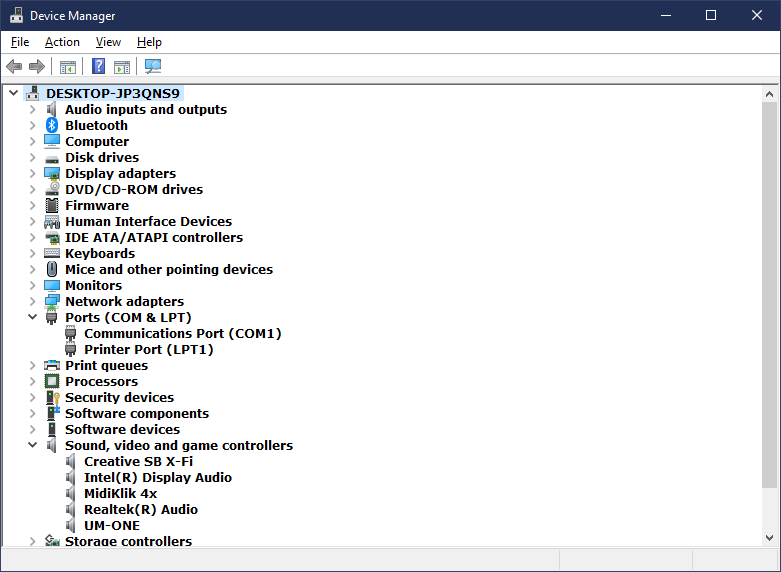 Device Manager
File Action View Help
DESKTOP-JP3QNS9
Audio inputs and outputs
Bluetooth
Computer
Disk drives
Display adapters
DVD/CD-ROM drives
Firmware
Human Interface Devices
IDE ATA/ATAPI controllers
Keyboards
Mice and other pointing devices
Monitors
Network adapters
Ports (COM & LPT)
Communications Port (COM1)
Printer Port (LPT1)
Print queues
Processors
Security devices
Software components
Software devices
Sound, video and game controllers
Creative SB X-Fi
Intel(R) Display Audio
MidiKlik 4x
Realtek(R) Audio
UM-ONE
Storage controllers